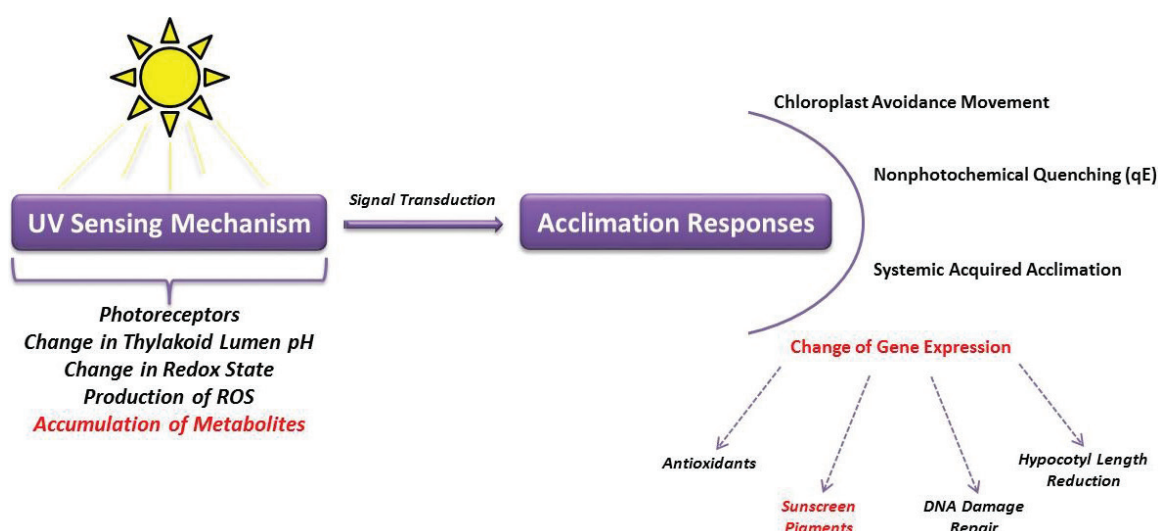 Chloroplast Avoidance Movement
Nonphotochemical Quenching (qE)
Signal Transduction
UV Sensing Mechanism
Acclimation Responses
Systemic Acquired Acclimation
Photoreceptors
Change in Thylakoid Lumen pH
Change in Redox State
Production of ROS
Accumulation of Metabolites
Change of Gene Expression
Antioxidants
Sunscreen
Pigments
DNA Damage
Repair
Hypocotyl Length
Reduction